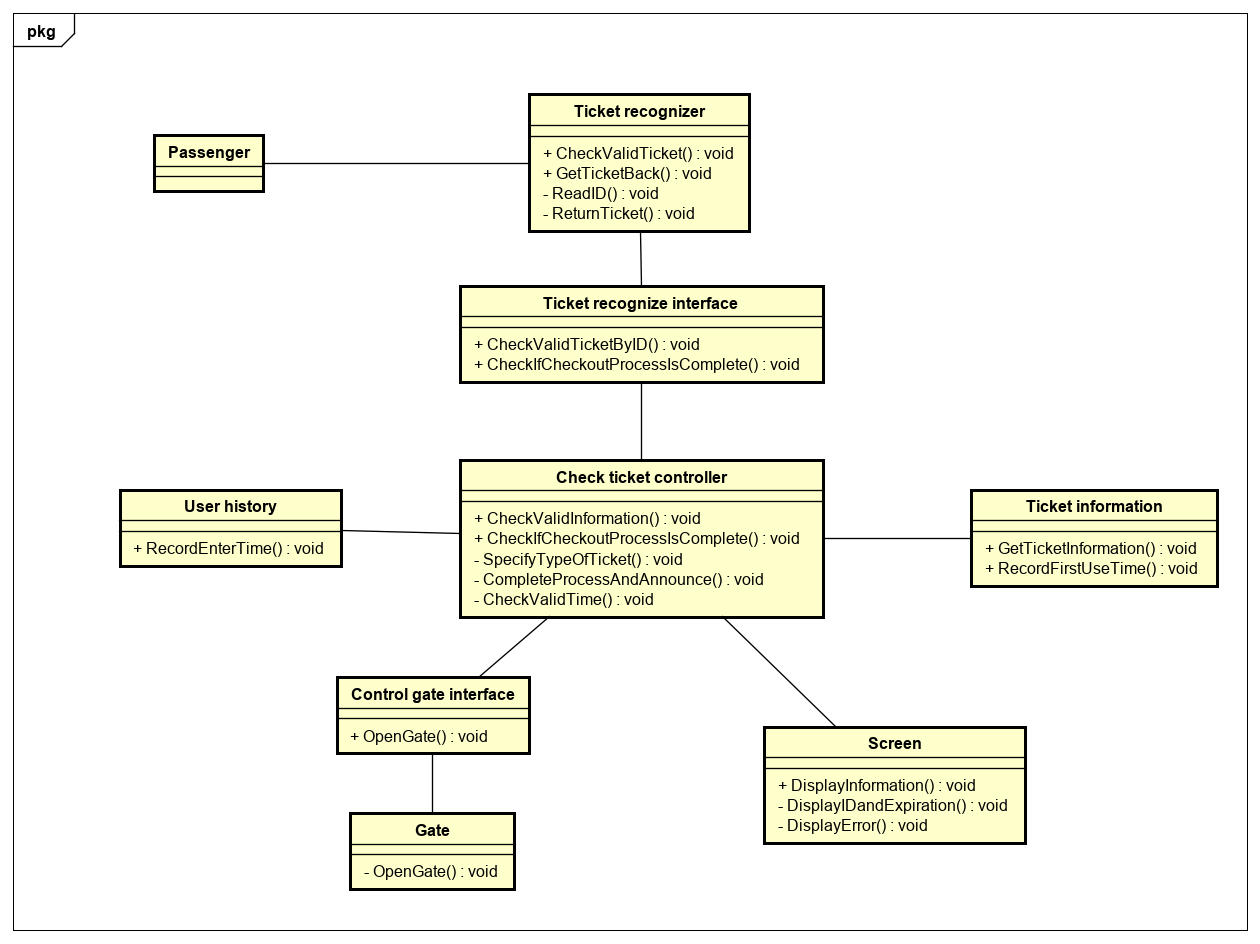 pkg
Ticket recognizer
+ CheckValidTicket() : void
+ GetTicketBack() : void
- ReadID() : void
- ReturnTicket() : void
Passenger
Ticket recognize interface
+ CheckValidTicketByID() : void
+ CheckIfCheckoutProcessIsComplete() : void
Check ticket controller
+ CheckValidInformation() : void
+ CheckIfCheckoutProcessIsComplete() : void
- SpecifyTypeOfTicket() : void
- CompleteProcessAndAnnounce() : void
- CheckValidTime() : void
User history
+ RecordEnterTime() : void
Ticket information
+ GetTicketInformation() : void
+ RecordFirstUseTime() : void
Control gate interface
+ OpenGate() : void
Screen
+ DisplayInformation() : void
- DisplayIDandExpiration() : void
- DisplayError() : void
Gate
- OpenGate() : void